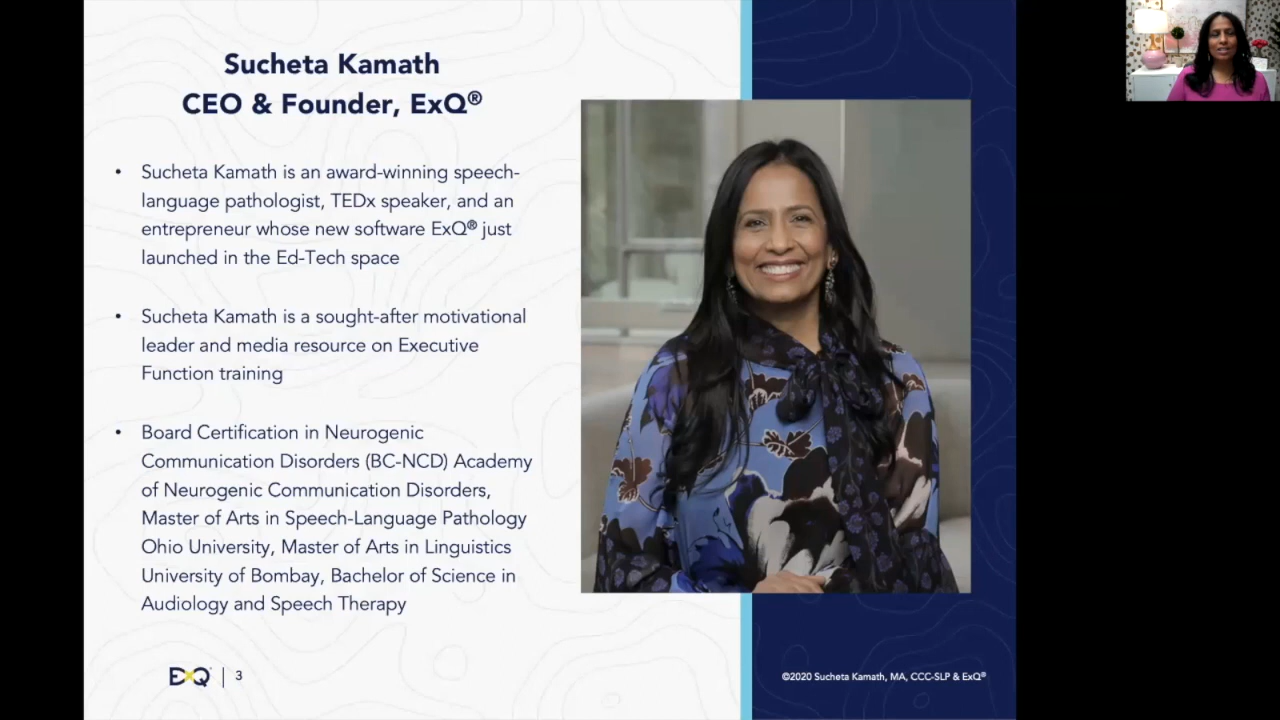 Sucheta Kamath
CEO & Founder, ExQ®
• Sucheta Kamath is an award-winning speech-
language pathologist, TEDx speaker, and an
entrepreneur whose new software ExQ® just
launched in the Ed-Tech space
• Sucheta Kamath is a sought-after motivational
leader and media resource on Executive
Function training
• Board Certification in Neurogenic
Communication Disorders (BC-NCD) Academy
of Neurogenic Communication Disorders,
Master of Arts in Speech-Language Pathology
Ohio University, Master of Arts in Linguistics
University of Bombay, Bachelor of Science in
Audiology and Speech Therapy
ExQ | 3
©2020 Sucheta Kamath, MA, CCC-SLP & ExQ®